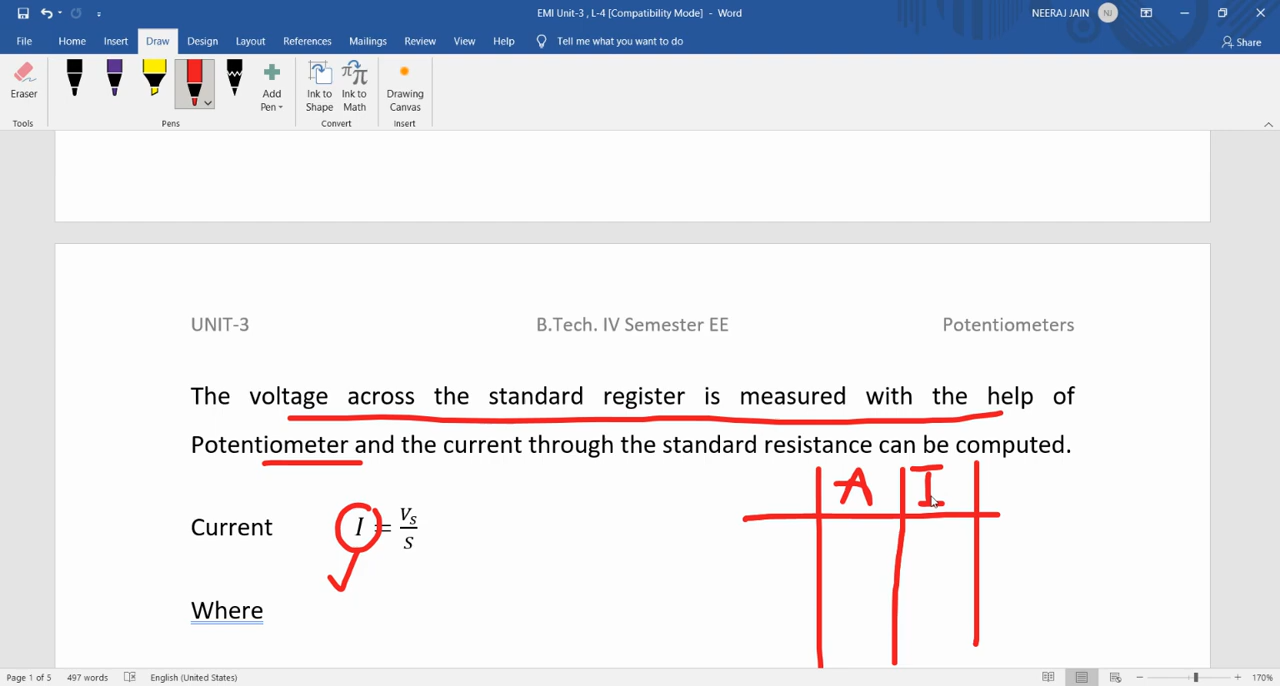 EMI Unit-3 , L-4 [Compatibility Mode] - Word
NEERAJ JAIN NJ
File Home Insert Draw Design Layout References Mailings Review View Help Tell me what you want to do Share
Eraser
Add Pen
Ink to Shape
Ink to Math
Drawing Canvas
Tools Pens Convert Insert
UNIT-3 B.Tech. IV Semester EE Potentiometers
The voltage across the standard register is measured with the help of
Potentiometer and the current through the standard resistance can be computed.
A I
Current I = Vs/S
Where
Page 1 of 5 497 words English (United States) 170%